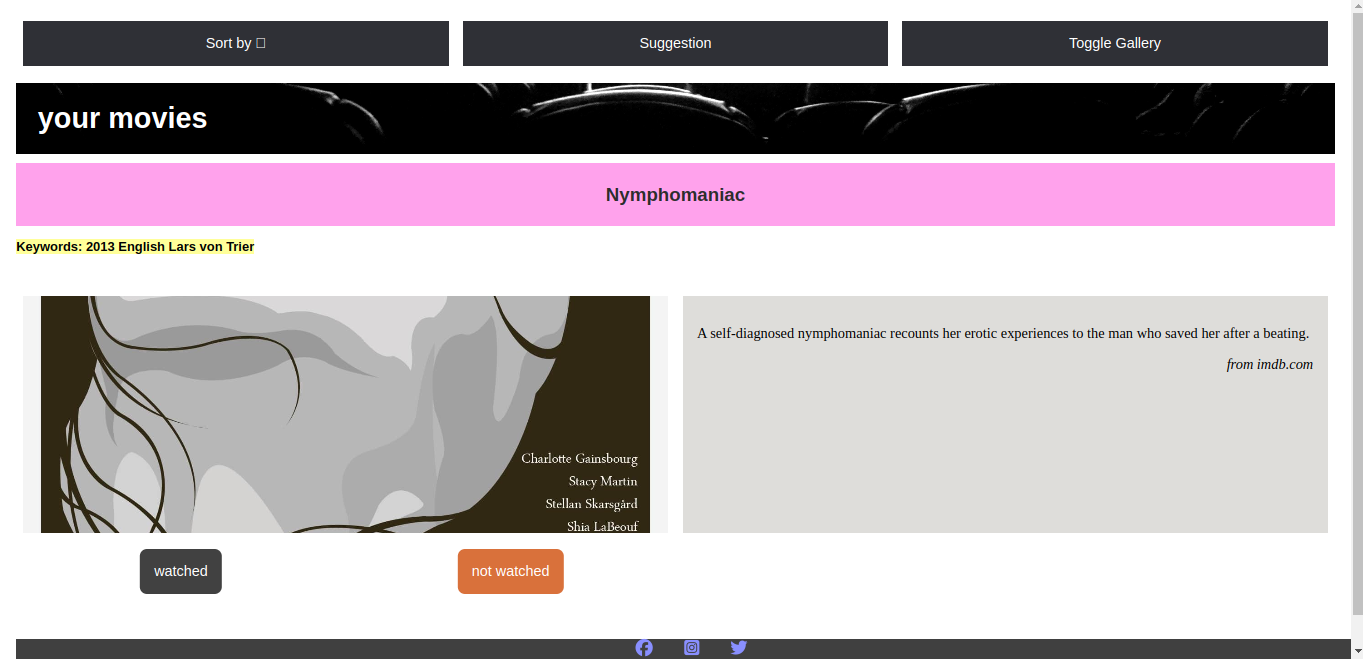 Sort by
Suggestion
Toggle Gallery
your movies
Nymphomaniac
Keywords: 2013 English Lars von Trier
Charlotte Gainsbourg
Stacy Martin
Stellan Skarsgård
Shia LaBeouf
A self-diagnosed nymphomaniac recounts her erotic experiences to the man who saved her after a beating.
from imdb.com
watched
not watched